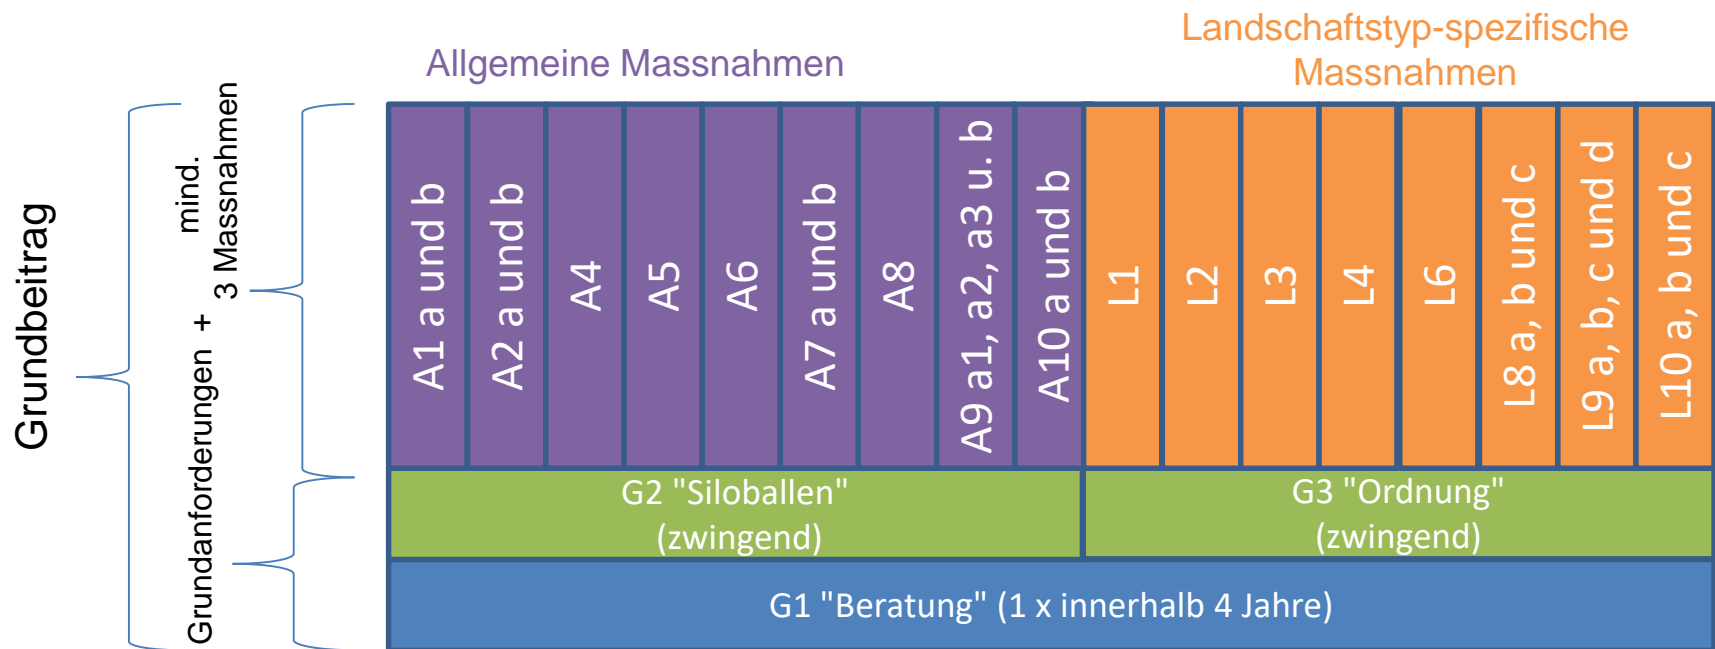 Allgemeine Massnahmen
Landschaftstyp-spezifische
Massnahmen
Grundbeitrag
Grundanforderungen +
mind.
3 Massnahmen
A1 a und b
A2 a und b
A4
A5
A6
A7 a und b
A8
A9 a1, a2, a3 u. b
A10 a und b
L1
L2
L3
L4
L6
L8 a, b und c
L9 a, b, c und d
L10 a, b und c
G2 "Siloballen"
(zwingend)
G3 "Ordnung"
(zwingend)
G1 "Beratung" (1 x innerhalb 4 Jahre)